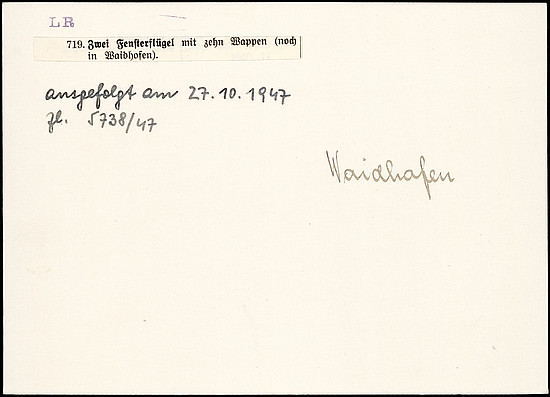 LR
719. Zwei Fensterflügel mit zehn Wappen (noch
in Waidhofen).
ausgefolgt am 27.10.1947
Zl. 5738/47
Waidhofen